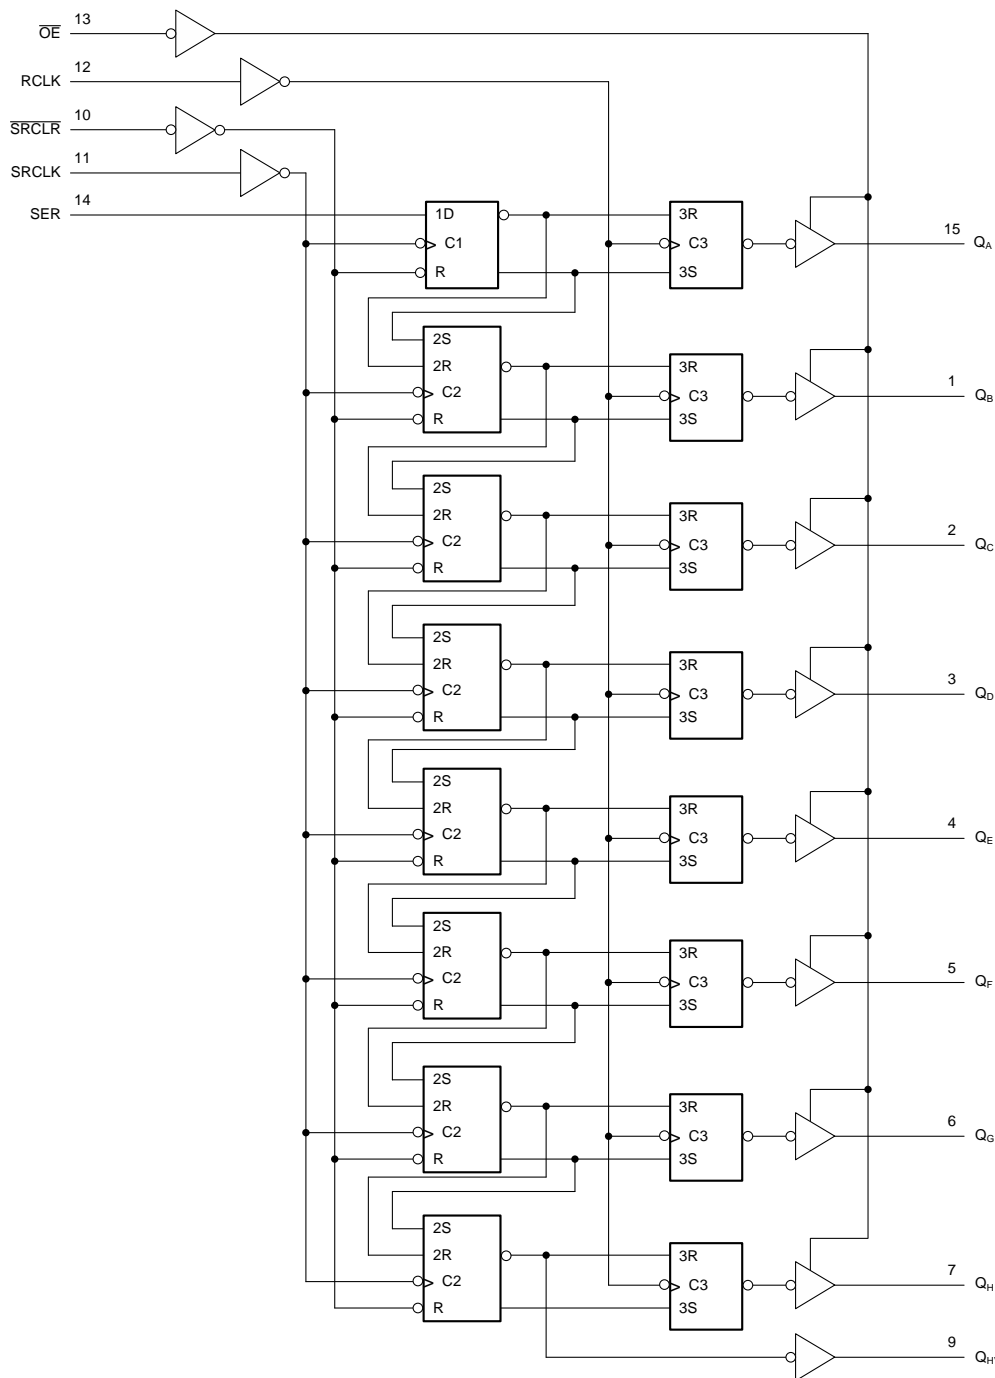 13
OE
12
RCLK
10
SRCLR
11
SRCLK
14
SER
1D
C1
R
3R
C3
3S
15
QA
2S
2R
C2
R
3R
C3
3S
1
QB
2S
2R
C2
R
3R
C3
3S
2
QC
2S
2R
C2
R
3R
C3
3S
3
QD
2S
2R
C2
R
3R
C3
3S
4
QE
2S
2R
C2
R
3R
C3
3S
5
QF
2S
2R
C2
R
3R
C3
3S
6
QG
2S
2R
C2
R
3R
C3
3S
7
QH
9
QH'